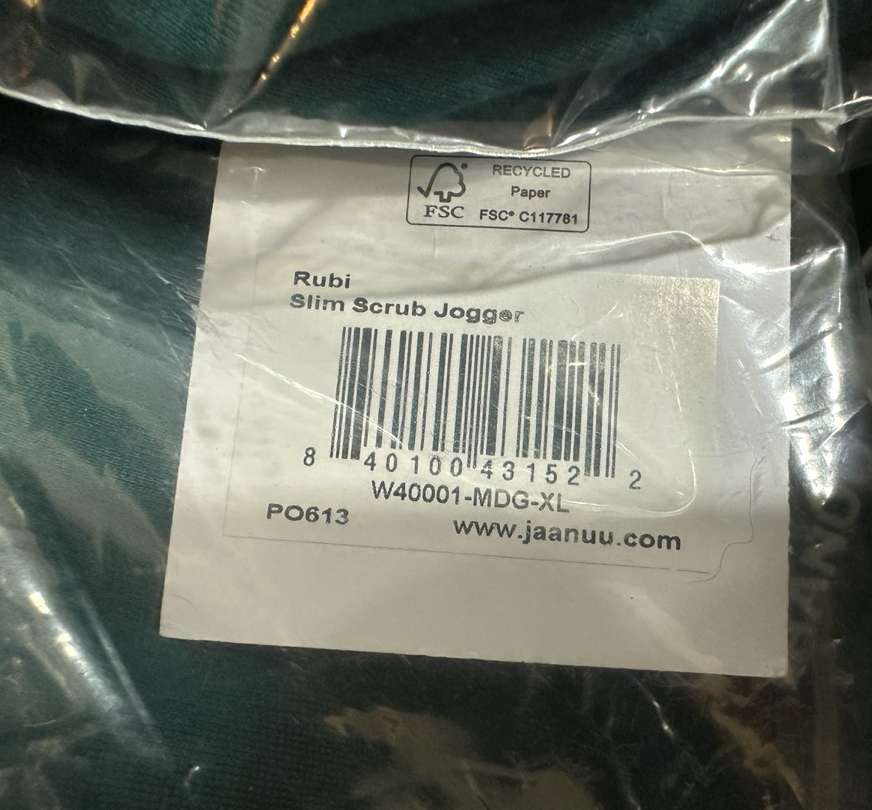 RECYCLED
Paper
FSC
FSC® C117781
Rubi
Slim Scrub Jogger
8 40100 43152 2
W40001-MDG-XL
PO613
www.jaanuu.com